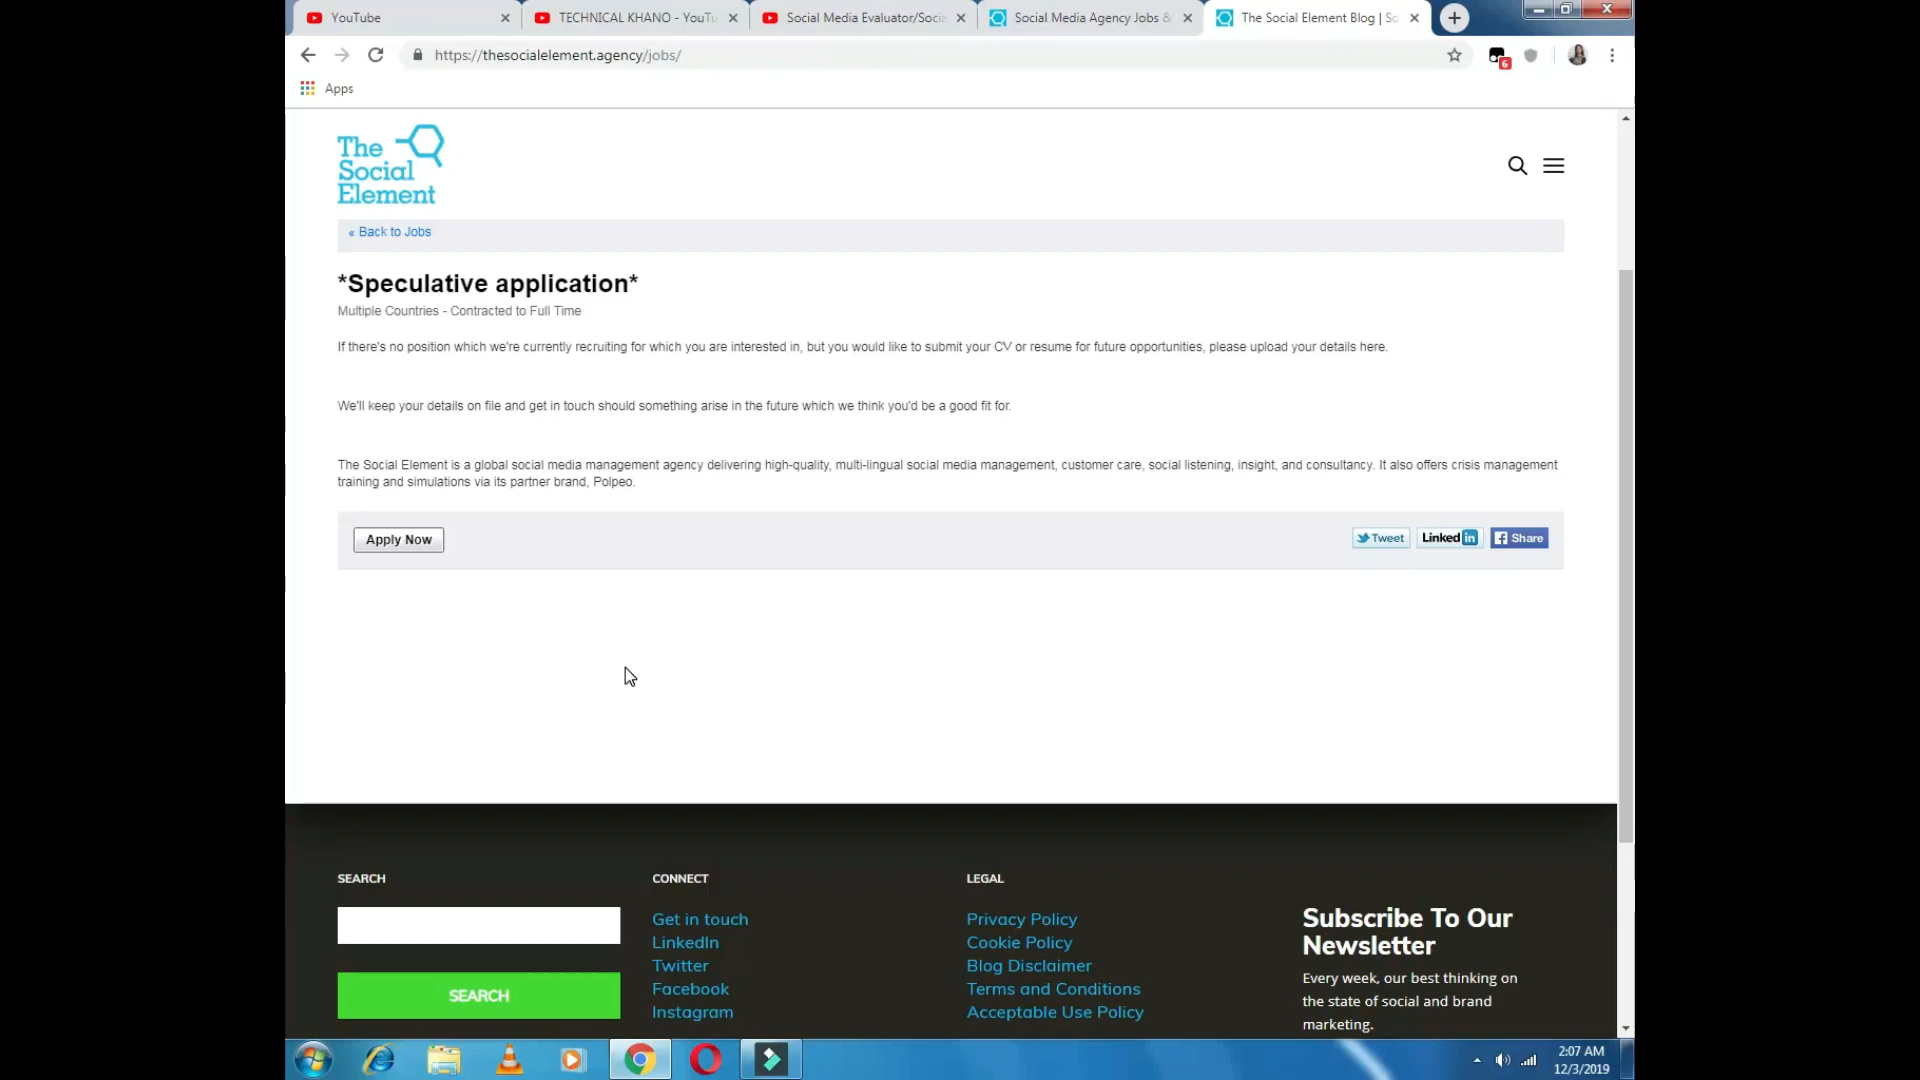 YouTube
TECHNICAL KHANO - YouTu
Social Media Evaluator/Socia
Social Media Agency Jobs &
The Social Element Blog | So
https://thesocialelement.agency/jobs/
6
Apps
The
Social
Element
« Back to Jobs
*Speculative application*
Multiple Countries - Contracted to Full Time
If there's no position which we're currently recruiting for which you are interested in, but you would like to submit your CV or resume for future opportunities, please upload your details here.
We'll keep your details on file and get in touch should something arise in the future which we think you'd be a good fit for.
The Social Element is a global social media management agency delivering high-quality, multi-lingual social media management, customer care, social listening, insight, and consultancy. It also offers crisis management
training and simulations via its partner brand, Polpeo.
Apply Now
Tweet
Linked in
f Share
SEARCH
SEARCH
CONNECT
Get in touch
LinkedIn
Twitter
Facebook
Instagram
LEGAL
Privacy Policy
Cookie Policy
Blog Disclaimer
Terms and Conditions
Acceptable Use Policy
Subscribe To Our
Newsletter
Every week, our best thinking on
the state of social and brand
marketing.
2:07 AM
12/3/2019